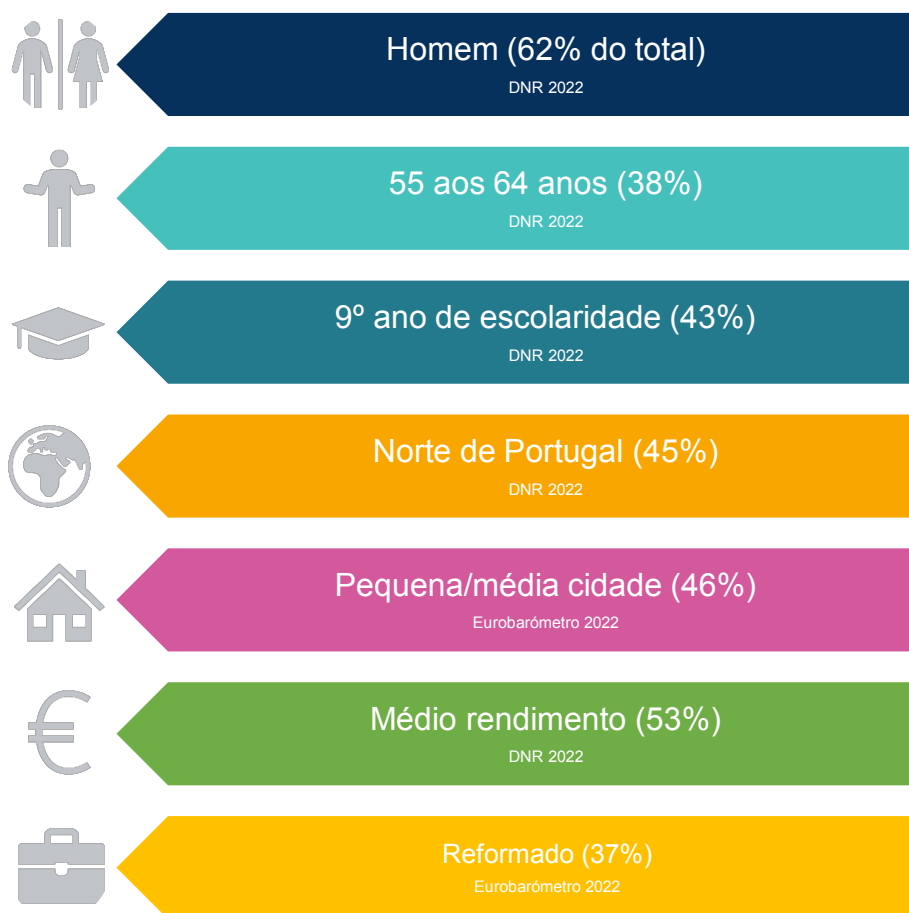 Homem (62% do total)
DNR 2022
55 aos 64 anos (38%)
DNR 2022
9º ano de escolaridade (43%)
DNR 2022
Norte de Portugal (45%)
DNR 2022
Pequena/média cidade (46%)
Eurobarómetro 2022
Médio rendimento (53%)
DNR 2022
Reformado (37%)
Eurobarómetro 2022